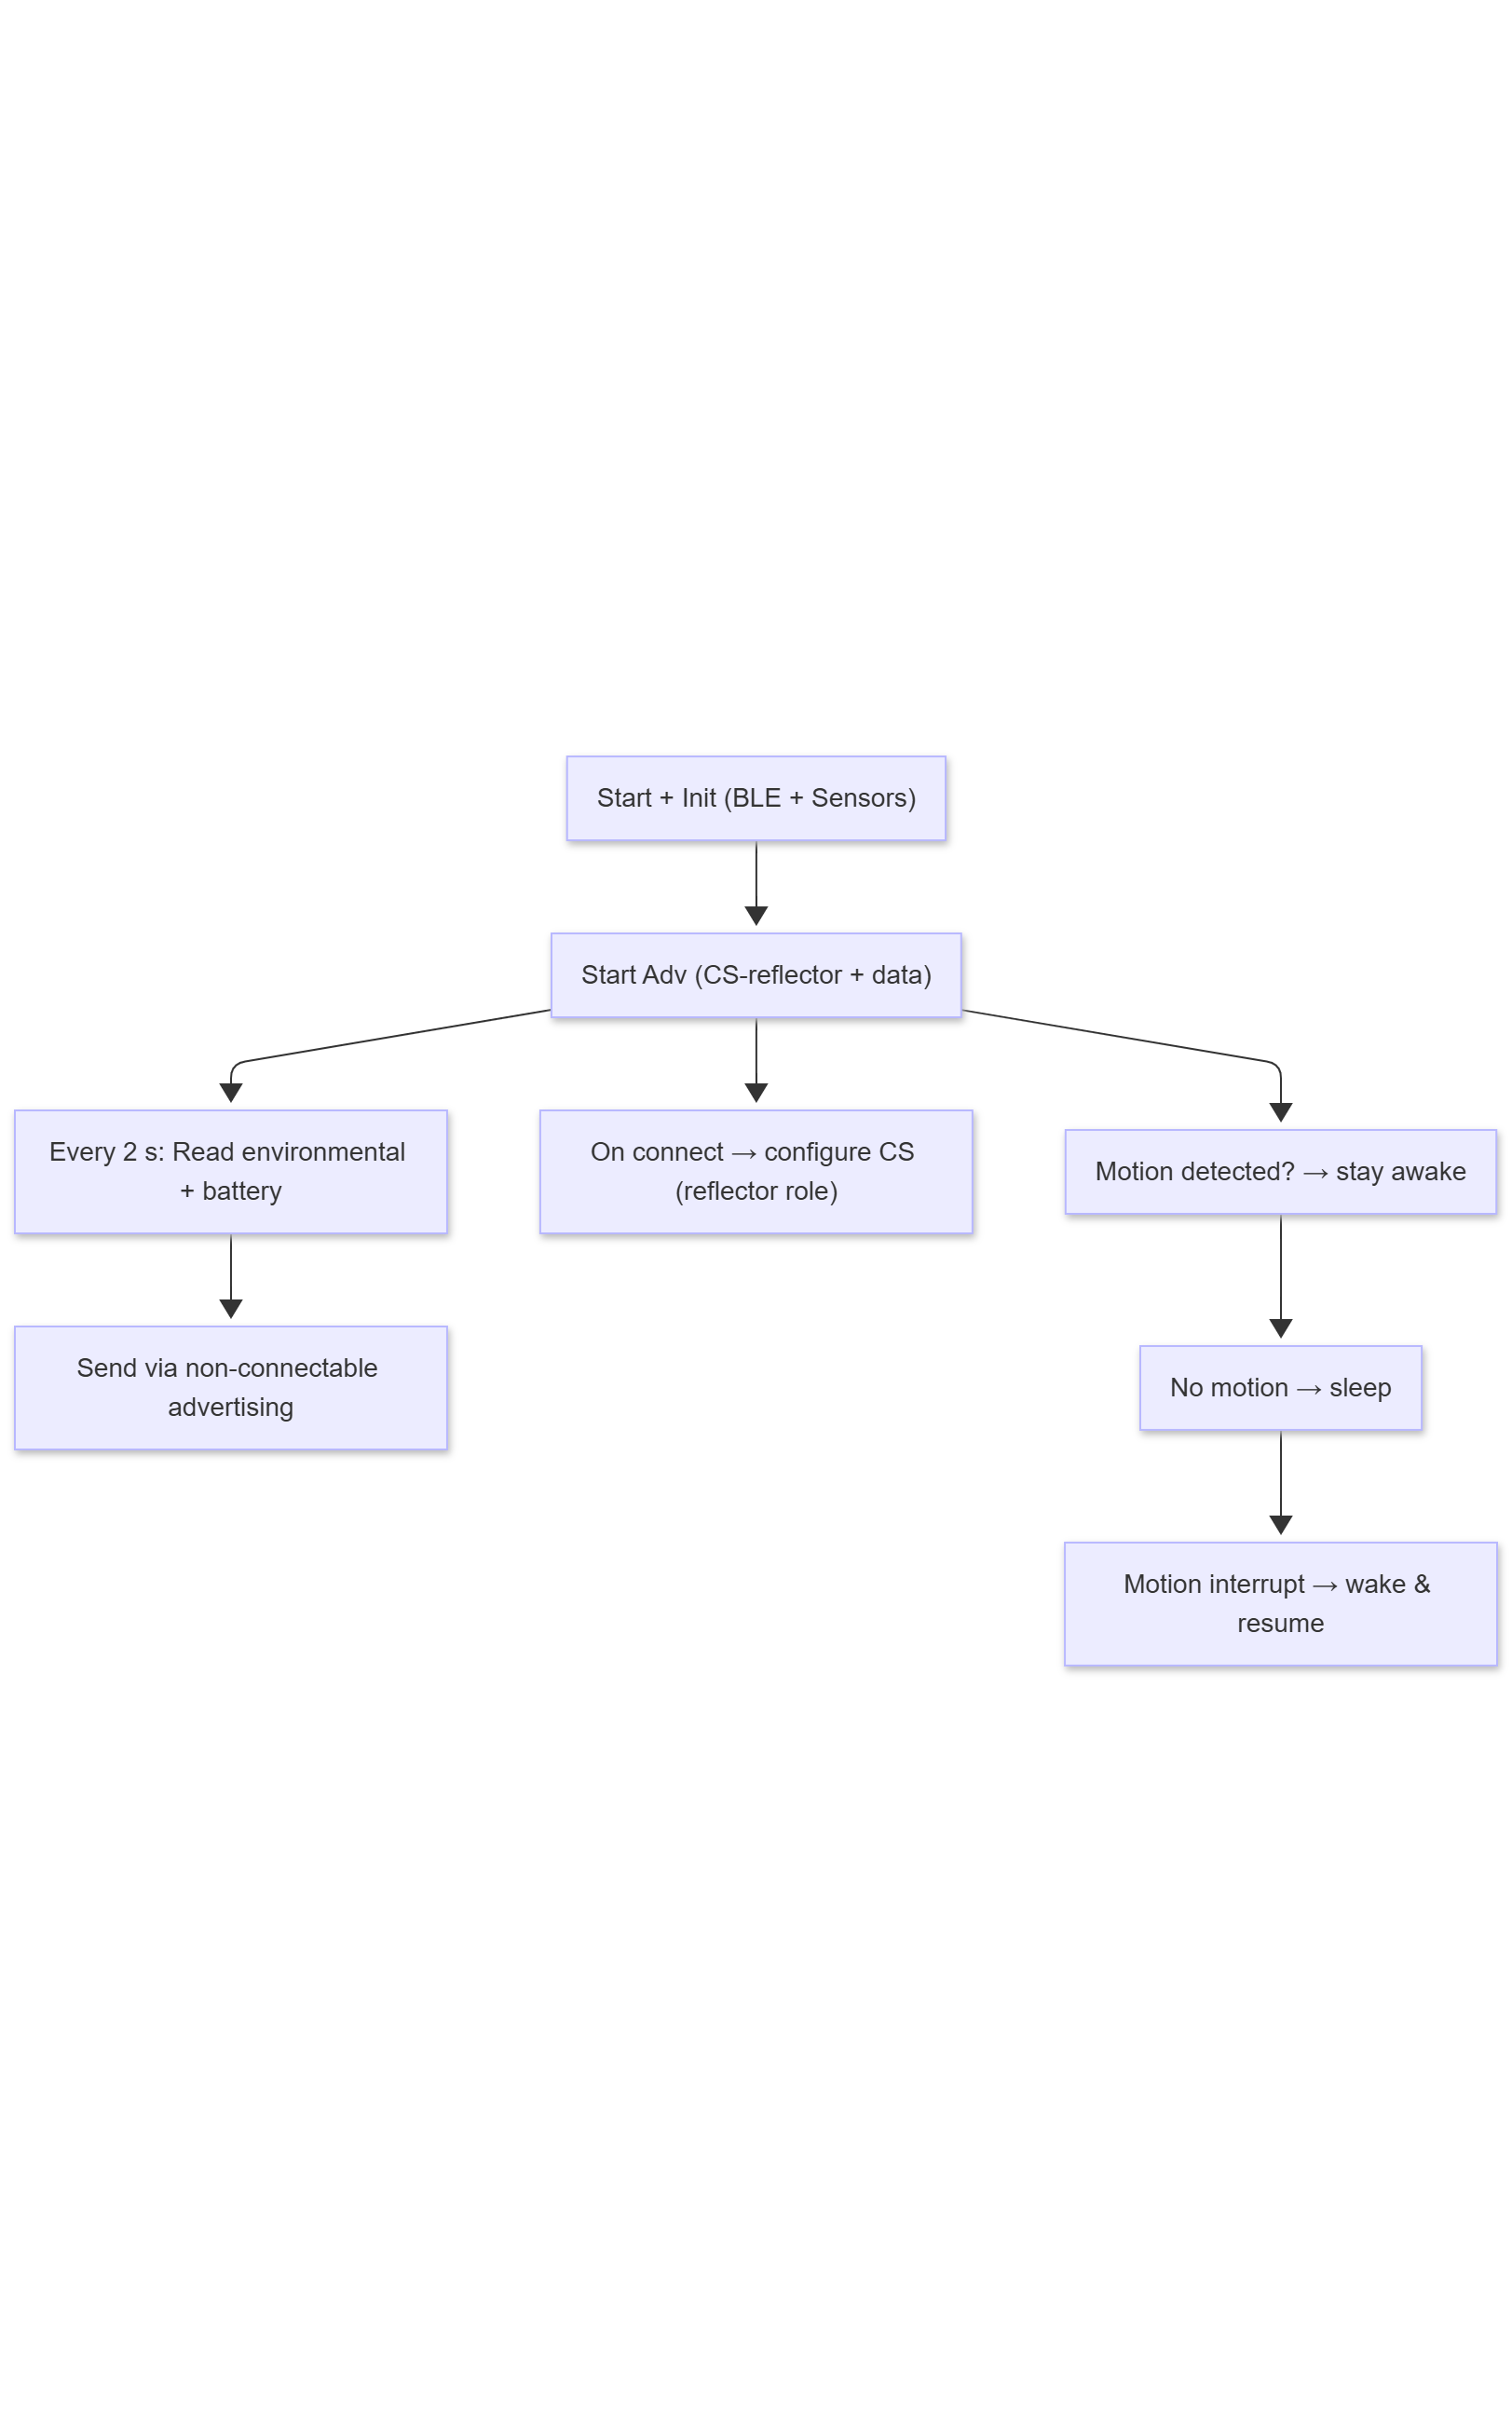 Start + Init (BLE + Sensors)
Start Adv (CS-reflector + data)
Every 2 s: Read environmental
+ battery
On connect → configure CS
(reflector role)
Motion detected? → stay awake
Send via non-connectable
advertising
No motion → sleep
Motion interrupt → wake &
resume